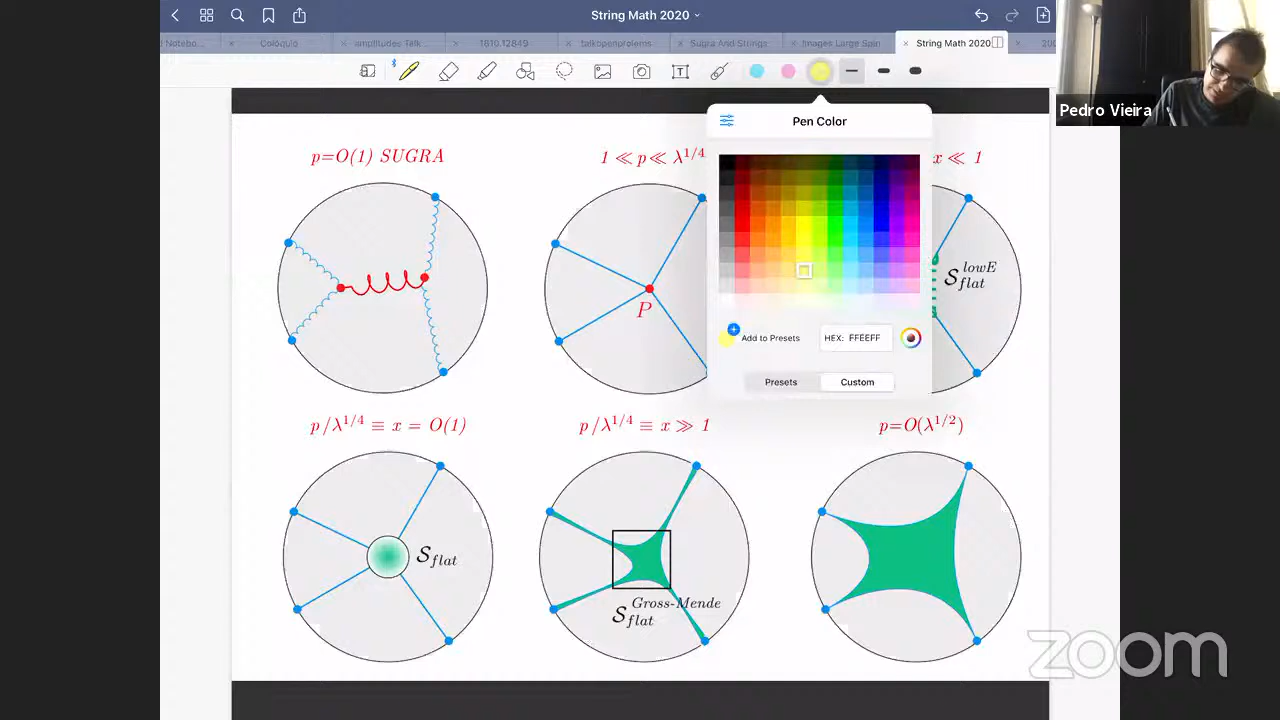 String Math 2020
Notebo...
Colóquio
amplitudes Talk...
1610.12849
talkopenproblems
Sugra And Strings
Images Large Spin
String Math 2020
Pedro Vieira
Pen Color
p=O(1) SUGRA
1 ≪ p ≪ λ^{1/4}
x ≪ 1
P
S_{flat}^{lowE}
Add to Presets
HEX: FFEEFF
Presets
Custom
p/λ^{1/4} ≡ x = O(1)
p/λ^{1/4} ≡ x ≫ 1
p=O(λ^{1/2})
S_{flat}
S_{flat}^{Gross-Mende}
zoom